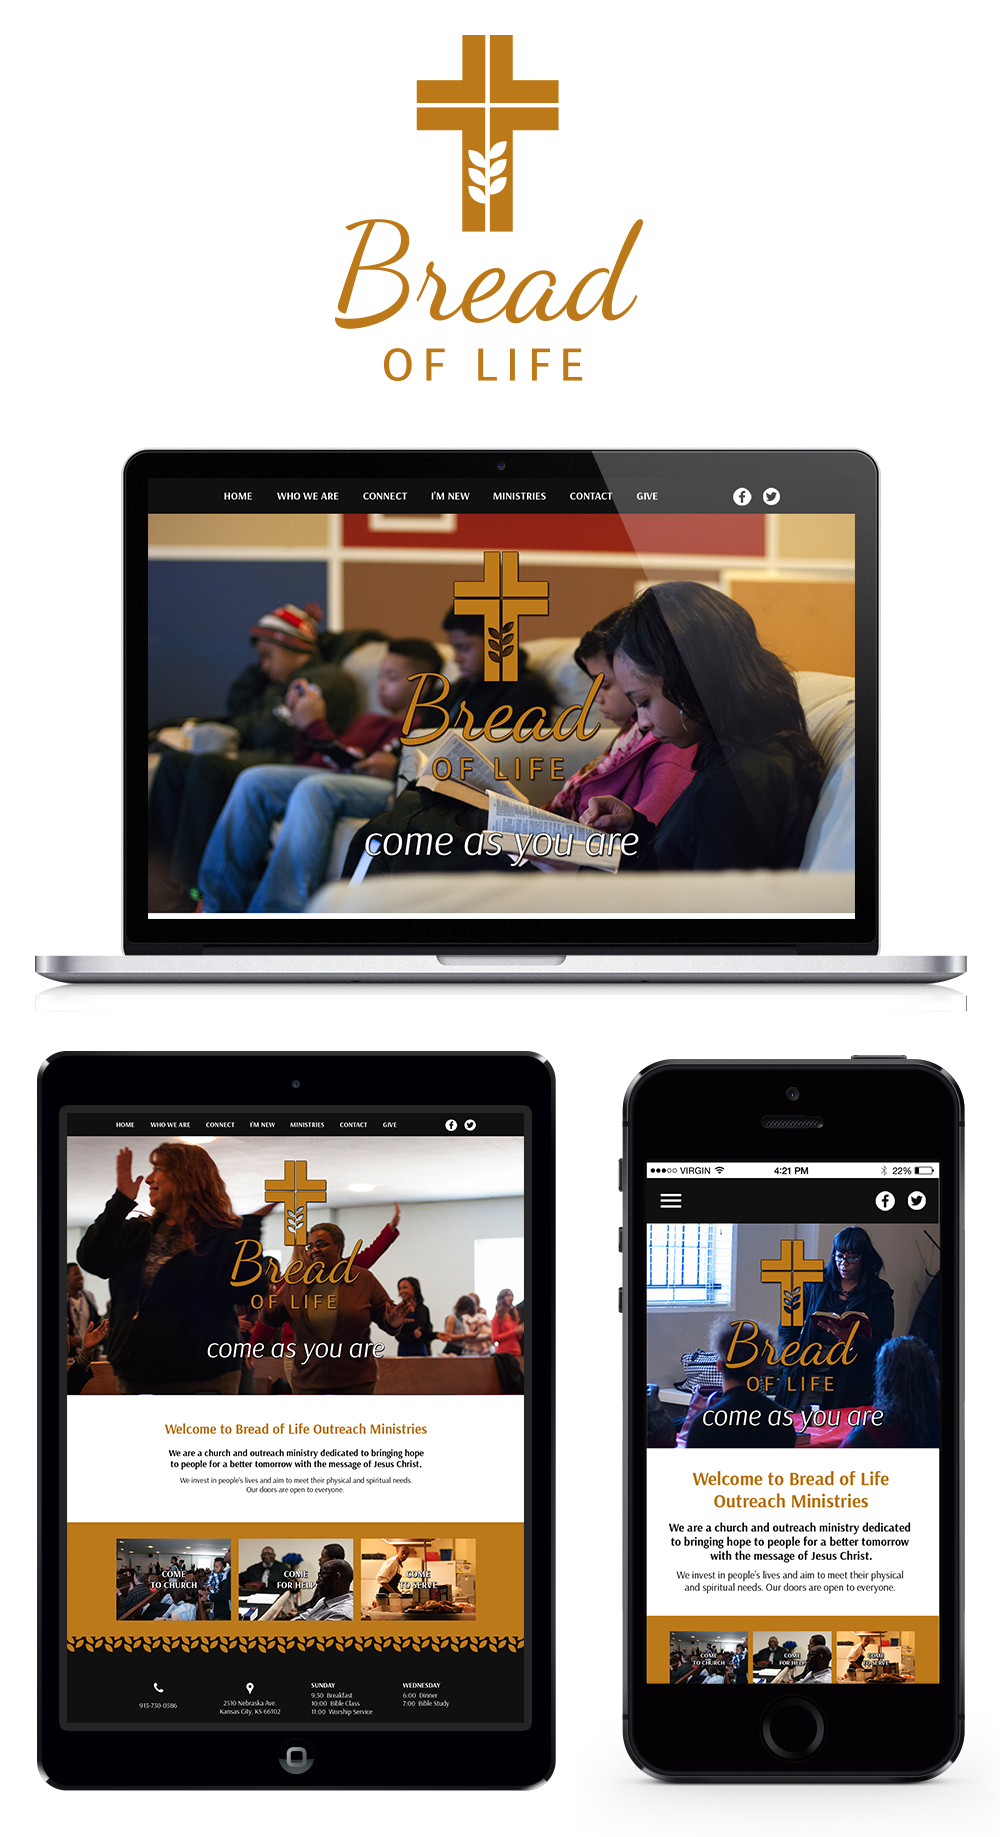 Bread
OF LIFE
HOME WHO WE ARE CONNECT I'M NEW MINISTRIES CONTACT GIVE
Bread
OF LIFE
come as you are
HOME WHO WE ARE CONNECT I'M NEW MINISTRIES CONTACT GIVE
Bread
OF LIFE
come as you are
Welcome to Bread of Life Outreach Ministries
We are a church and outreach ministry dedicated to bringing hope
to people for a better tomorrow with the message of Jesus Christ.
We invest in people's lives and aim to meet their physical and spiritual needs.
Our doors are open to everyone.
COME
TO CHURCH
COME
FOR HELP
COME
TO SERVE
913-730-0586
2510 Nebraska Ave.
Kansas City, KS 66102
SUNDAY
9:30 Breakfast
10:00 Bible Class
11:00 Worship Service
WEDNESDAY
6:00 Dinner
7:00 Bible Study
VIRGIN 4:21 PM 22%
Bread
OF LIFE
come as you are
Welcome to Bread of Life
Outreach Ministries
We are a church and outreach ministry dedicated
to bringing hope to people for a better tomorrow
with the message of Jesus Christ.
We invest in people's lives and aim to meet their physical
and spiritual needs. Our doors are open to everyone.
COME
TO CHURCH
COME
FOR HELP
COME
TO SERVE